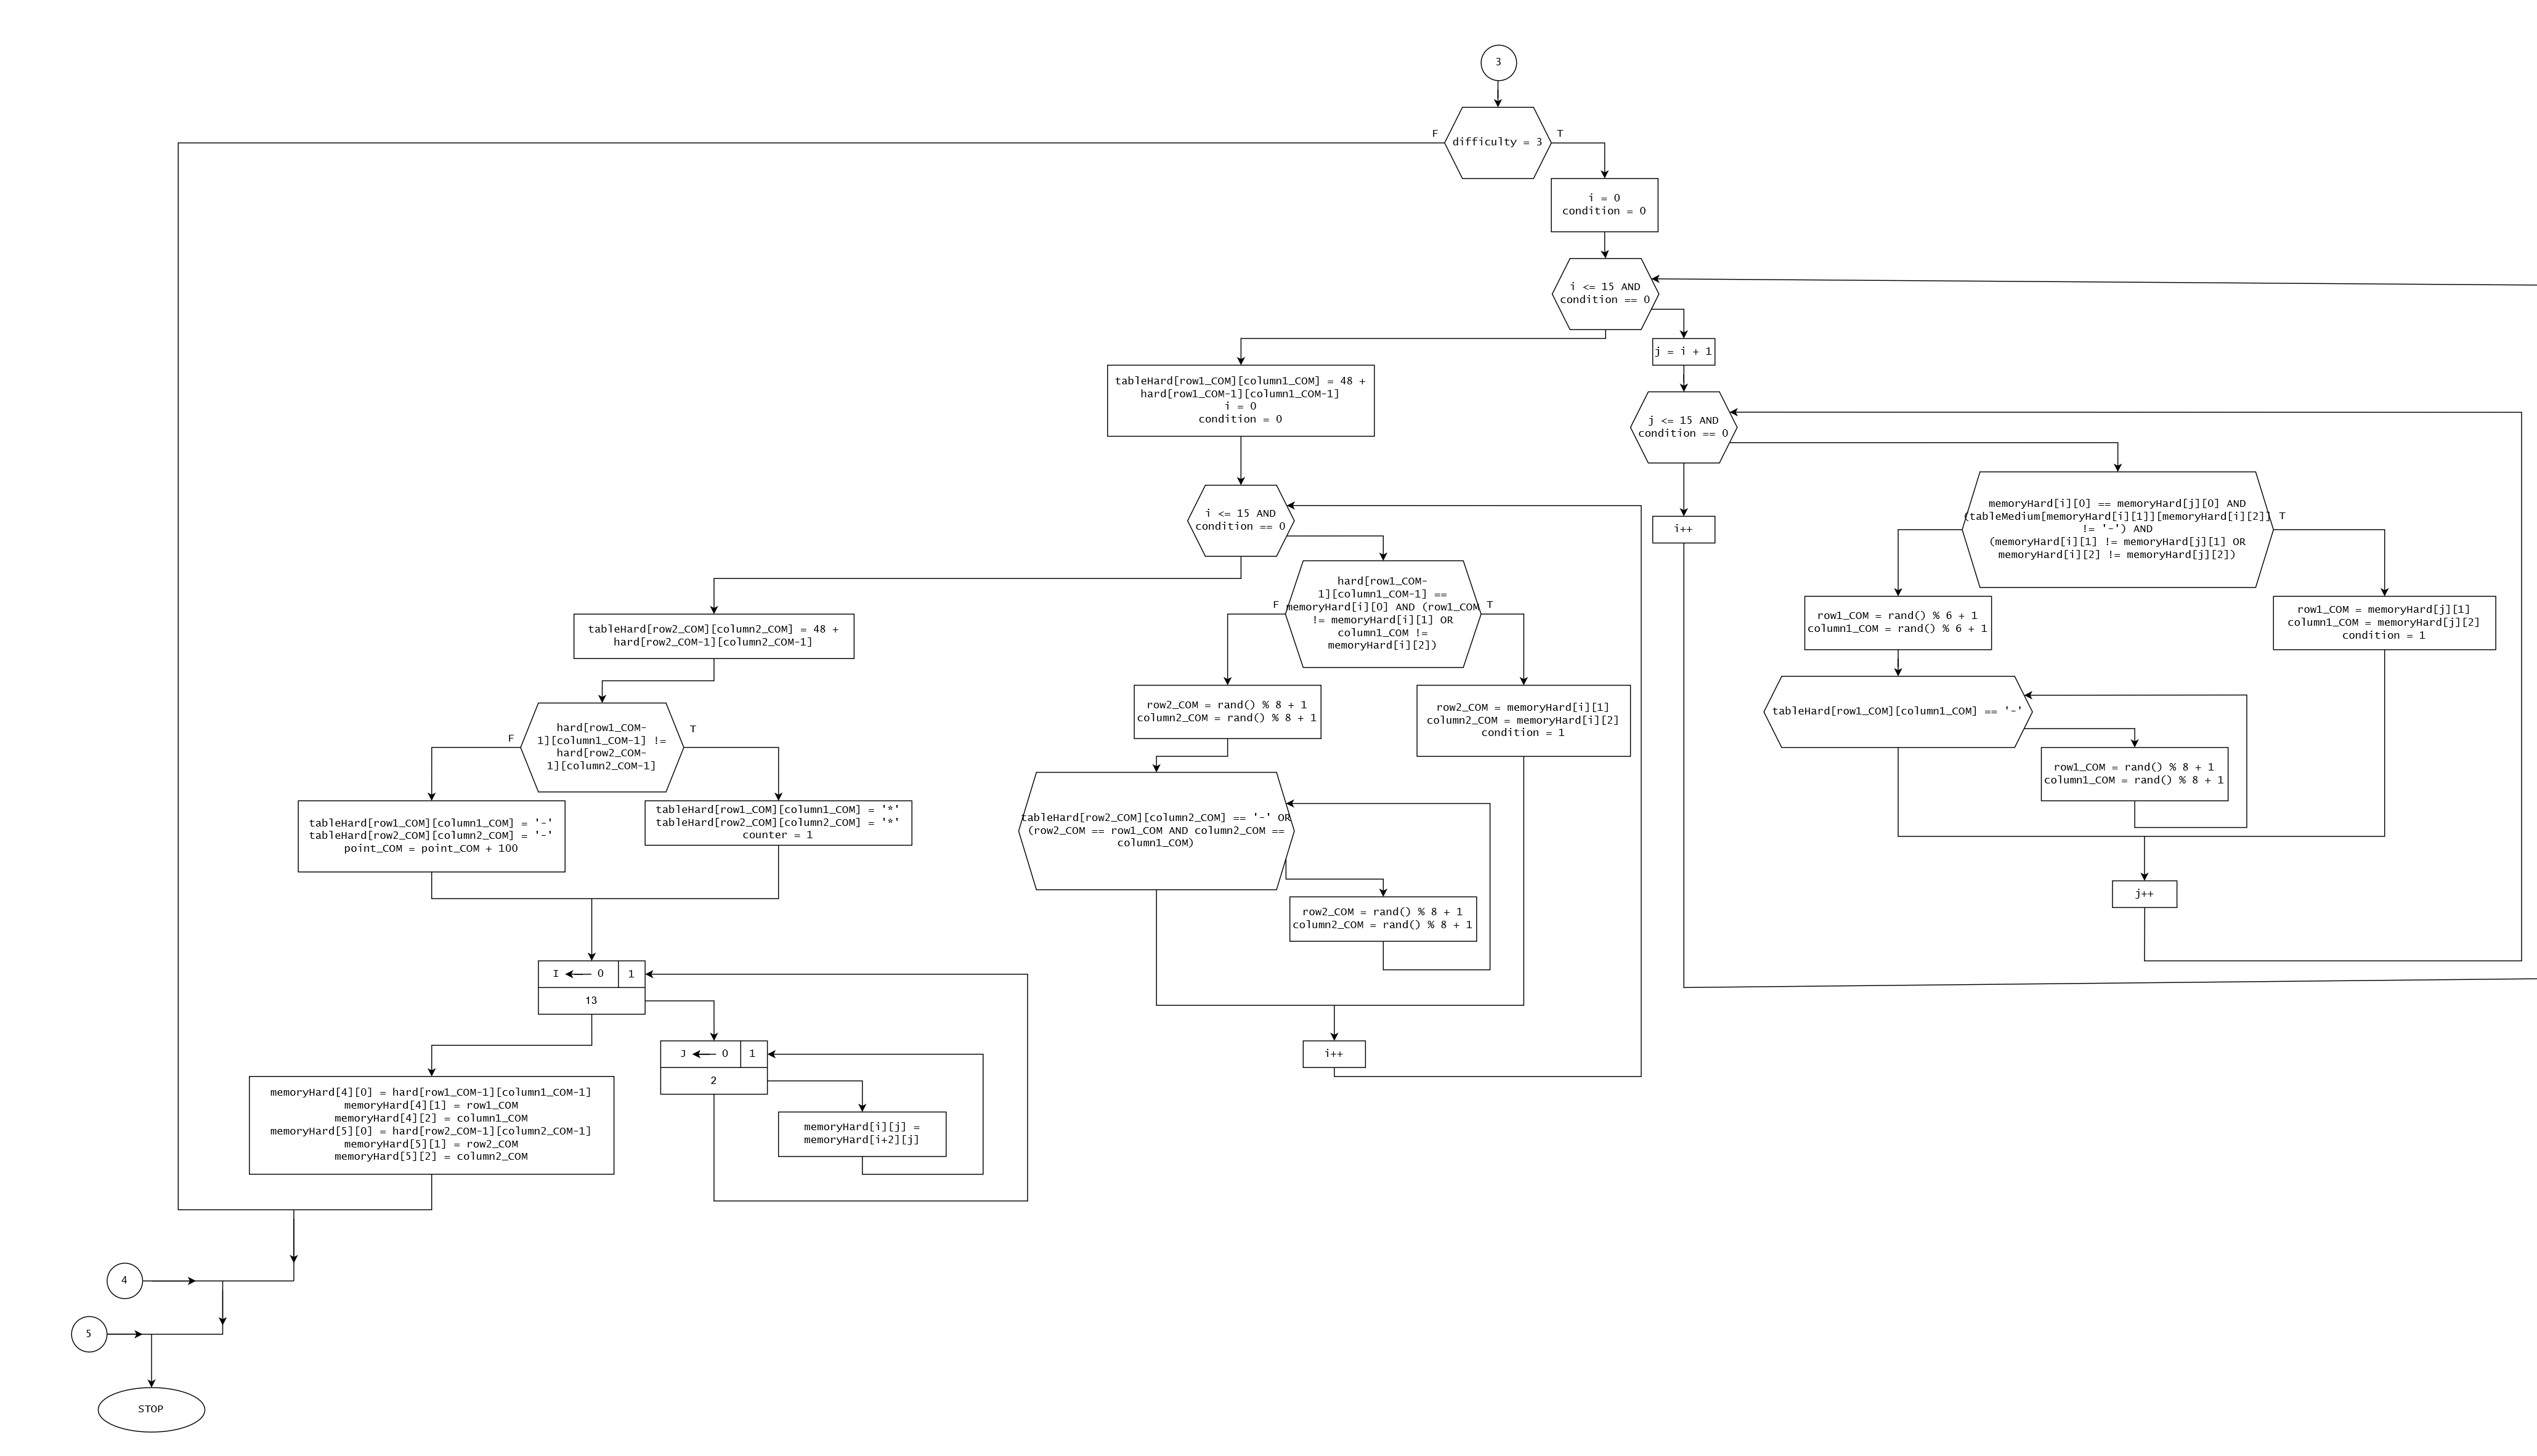 3
difficulty = 3
F
T
i = 0
condition = 0
i <= 15 AND
condition == 0
j = i + 1
tableHard[row1_COM][column1_COM] = 48 +
hard[row1_COM-1][column1_COM-1]
i = 0
condition = 0
j <= 15 AND
condition == 0
i <= 15 AND
condition == 0
i++
memoryHard[i][0] == memoryHard[j][0] AND
(tableMedium[memoryHard[i][1]][memoryHard[i][2]]
!= '-') AND
(memoryHard[i][1] != memoryHard[j][1] OR
memoryHard[i][2] != memoryHard[j][2])
T
hard[row1_COM-
1][column1_COM-1] ==
memoryHard[i][0] AND (row1_COM
!= memoryHard[i][1] OR
column1_COM !=
memoryHard[i][2])
F
T
row1_COM = rand() % 6 + 1
column1_COM = rand() % 6 + 1
row1_COM = memoryHard[j][1]
column1_COM = memoryHard[j][2]
condition = 1
tableHard[row2_COM][column2_COM] = 48 +
hard[row2_COM-1][column2_COM-1]
row2_COM = rand() % 8 + 1
column2_COM = rand() % 8 + 1
row2_COM = memoryHard[i][1]
column2_COM = memoryHard[i][2]
condition = 1
tableHard[row1_COM][column1_COM] == '-'
hard[row1_COM-
1][column1_COM-1] !=
hard[row2_COM-
1][column2_COM-1]
F
T
row1_COM = rand() % 8 + 1
column1_COM = rand() % 8 + 1
tableHard[row1_COM][column1_COM] = '-'
tableHard[row2_COM][column2_COM] = '-'
point_COM = point_COM + 100
tableHard[row1_COM][column1_COM] = '*'
tableHard[row2_COM][column2_COM] = '*'
counter = 1
tableHard[row2_COM][column2_COM] == '-' OR
(row2_COM == row1_COM AND column2_COM ==
column1_COM)
j++
row2_COM = rand() % 8 + 1
column2_COM = rand() % 8 + 1
I 0 1
13
J 0 1
2
i++
memoryHard[4][0] = hard[row1_COM-1][column1_COM-1]
memoryHard[4][1] = row1_COM
memoryHard[4][2] = column1_COM
memoryHard[5][0] = hard[row2_COM-1][column2_COM-1]
memoryHard[5][1] = row2_COM
memoryHard[5][2] = column2_COM
memoryHard[i][j] =
memoryHard[i+2][j]
4
5
STOP